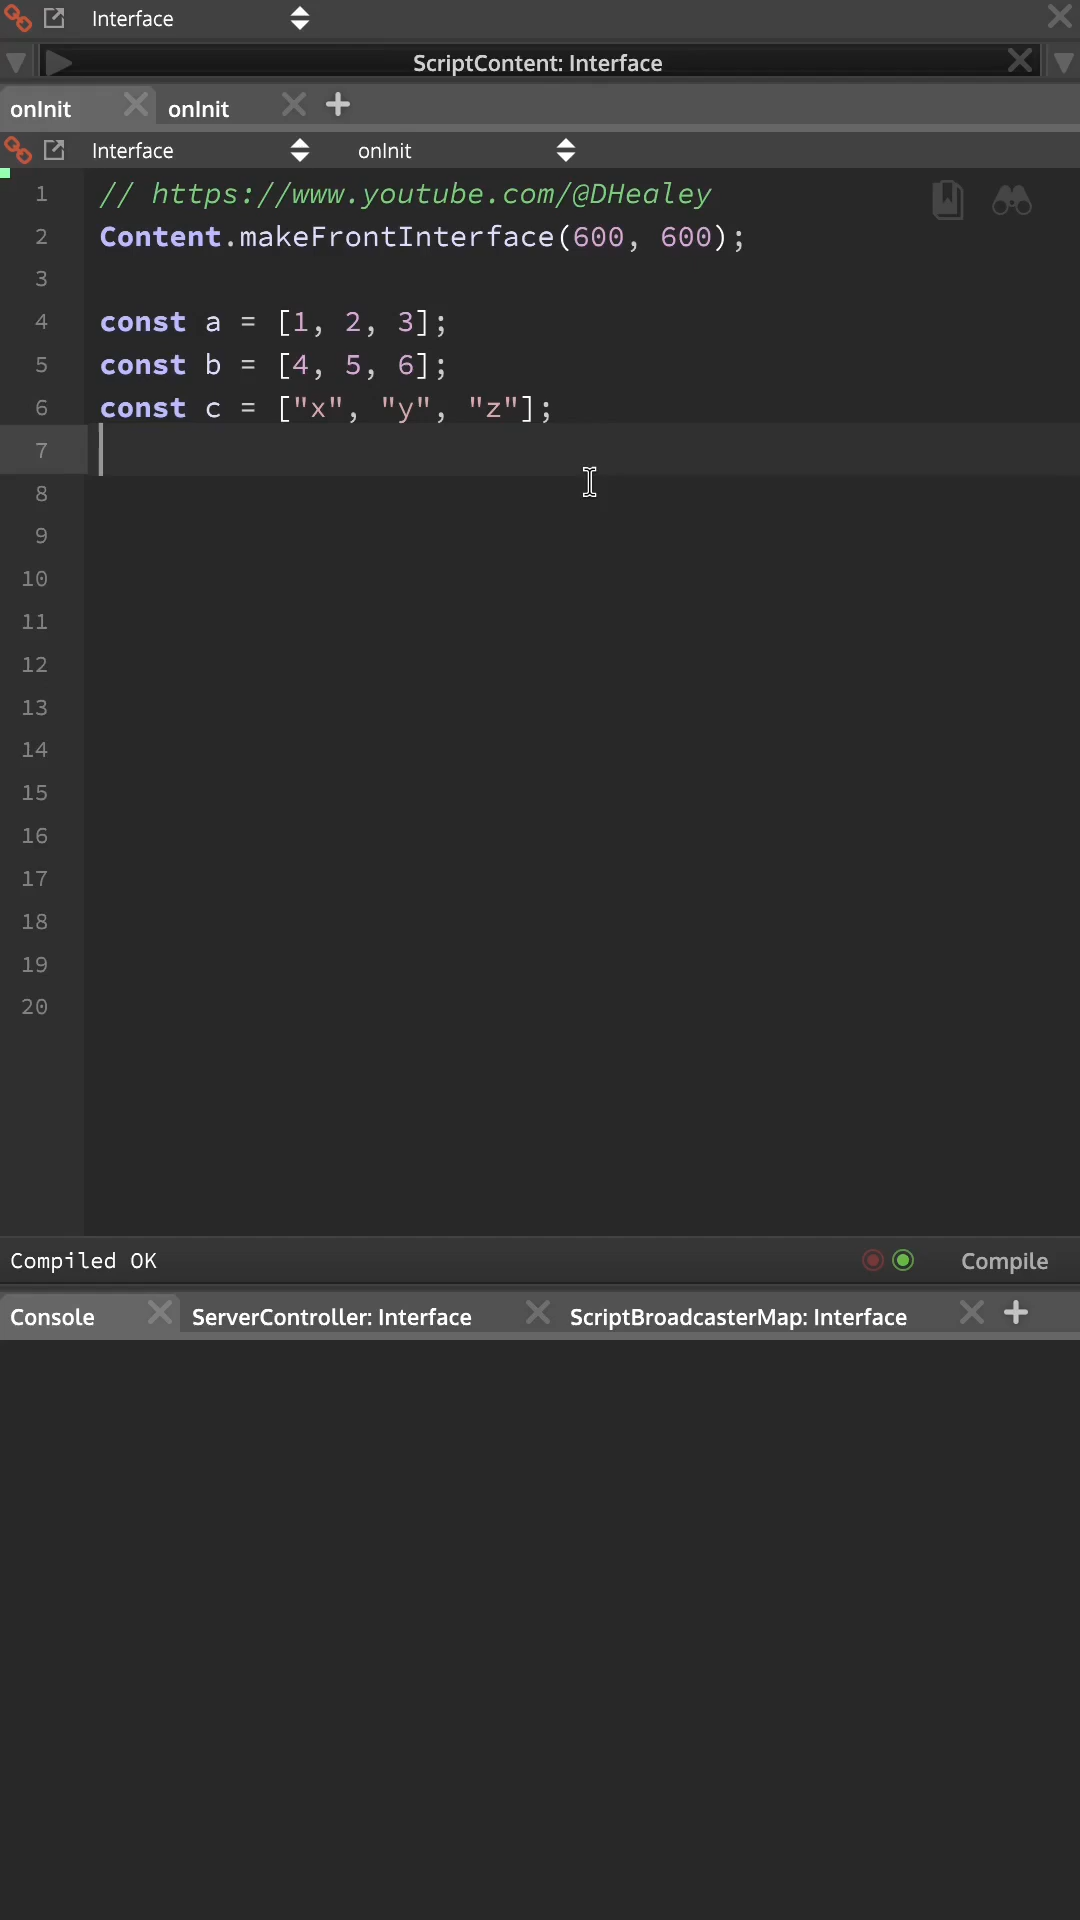 Interface
ScriptContent: Interface
onInit onInit
Interface onInit
1 // https://www.youtube.com/@DHealey
2 Content.makeFrontInterface(600, 600);
3
4 const a = [1, 2, 3];
5 const b = [4, 5, 6];
6 const c = ["x", "y", "z"];
7
8
9
10
11
12
13
14
15
16
17
18
19
20
Compiled OK Compile
Console ServerController: Interface ScriptBroadcasterMap: Interface